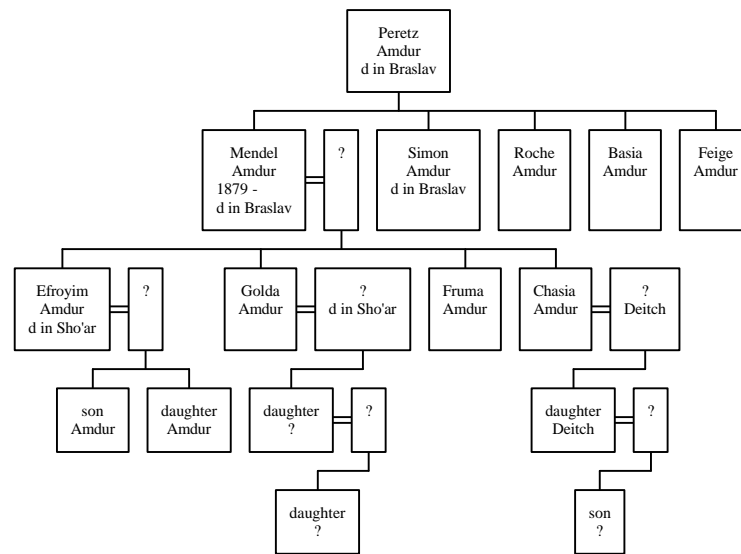 Peretz
Amdur
d in Braslav
Mendel
Amdur
1879 -
d in Braslav
?
Simon
Amdur
d in Braslav
Roche
Amdur
Basia
Amdur
Feige
Amdur
Efroyim
Amdur
d in Sho'ar
?
Golda
Amdur
?
d in Sho'ar
Fruma
Amdur
Chasia
Amdur
?
Deitch
son
Amdur
daughter
Amdur
daughter
?
?
daughter
Deitch
?
daughter
?
son
?